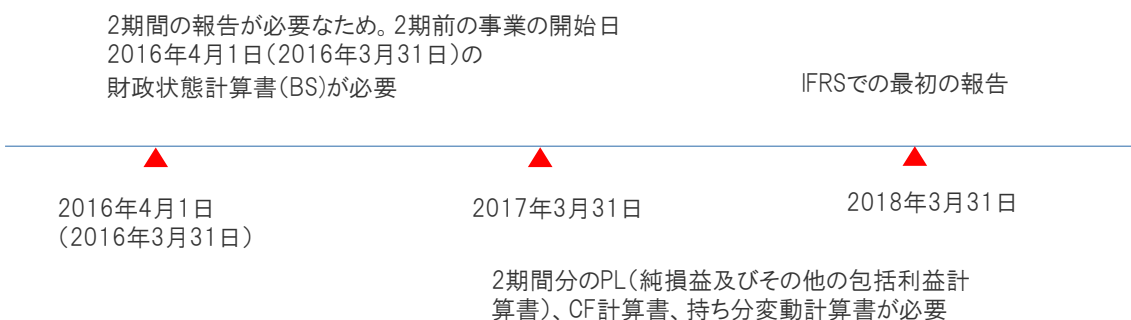 2期間の報告が必要なため。2期前の事業の開始日
2016年4月1日(2016年3月31日)の
財政状態計算書(BS)が必要
IFRSでの最初の報告
2016年4月1日
(2016年3月31日)
2017年3月31日
2018年3月31日
2期間分のPL(純損益及びその他の包括利益計
算書)、CF計算書、持ち分変動計算書が必要